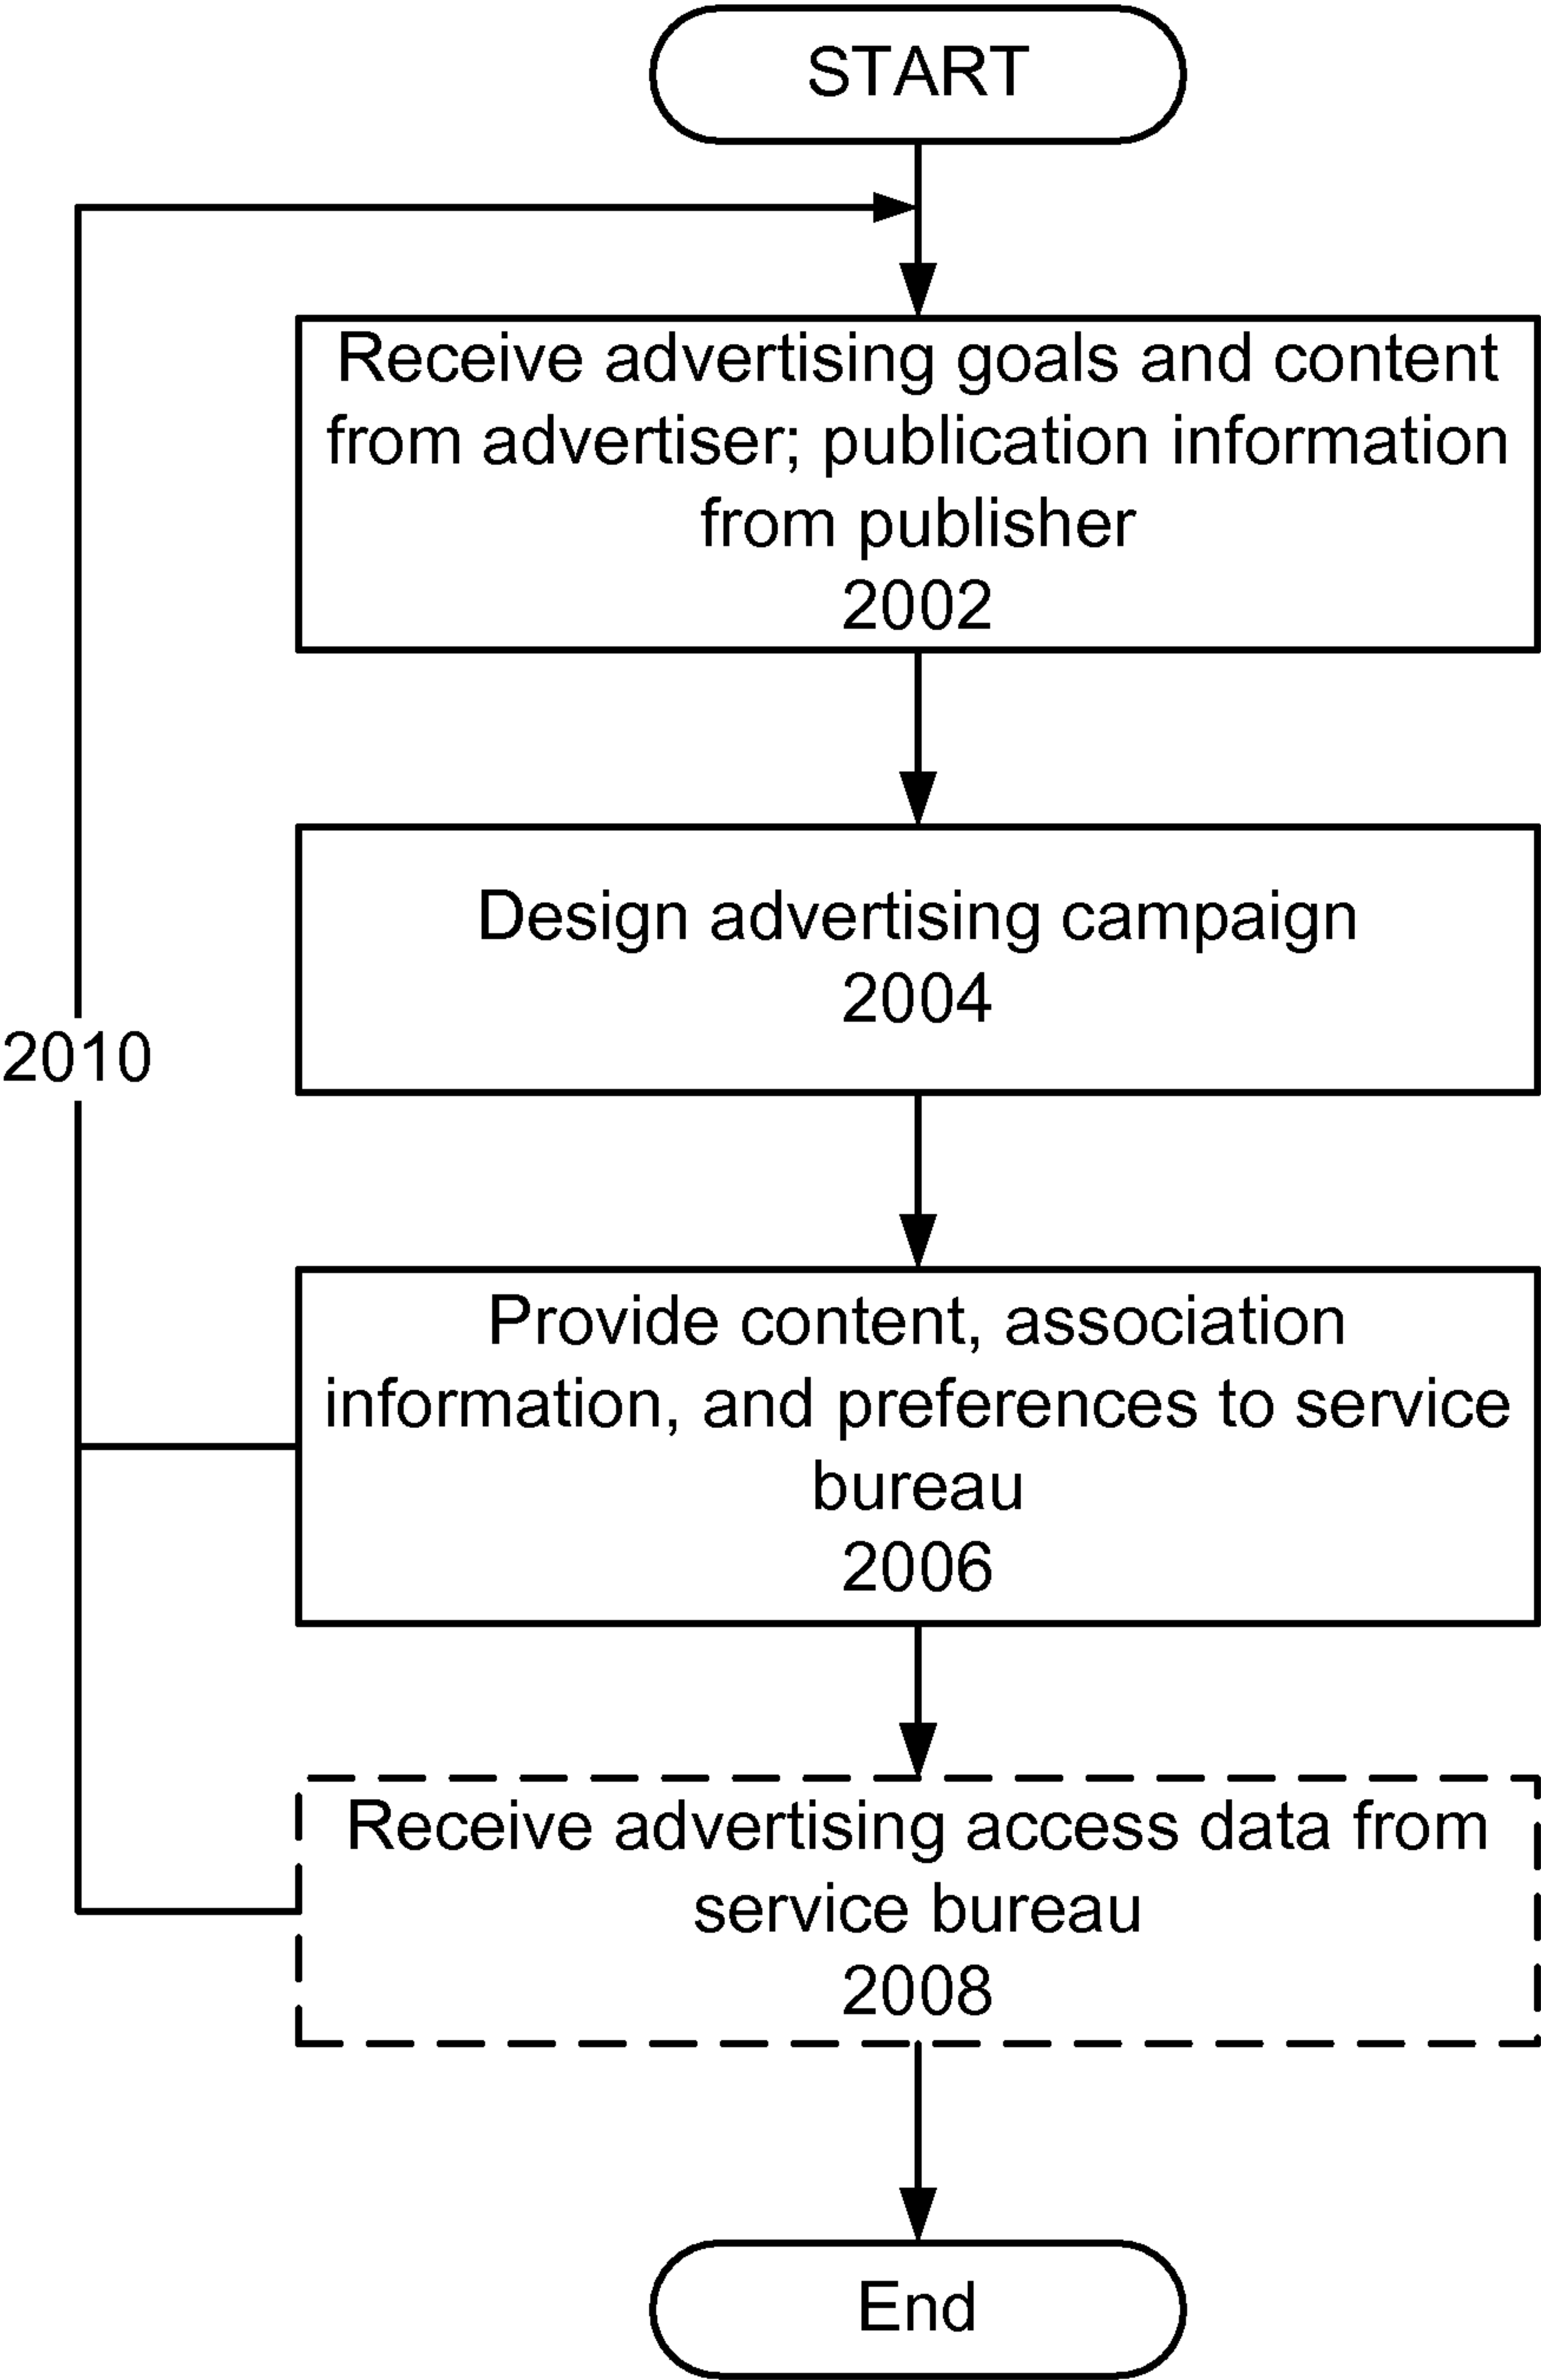 START
Receive advertising goals and content
from advertiser; publication information
from publisher
2002
Design advertising campaign
2004
2010
Provide content, association
information, and preferences to service
bureau
2006
Receive advertising access data from
service bureau
2008
End